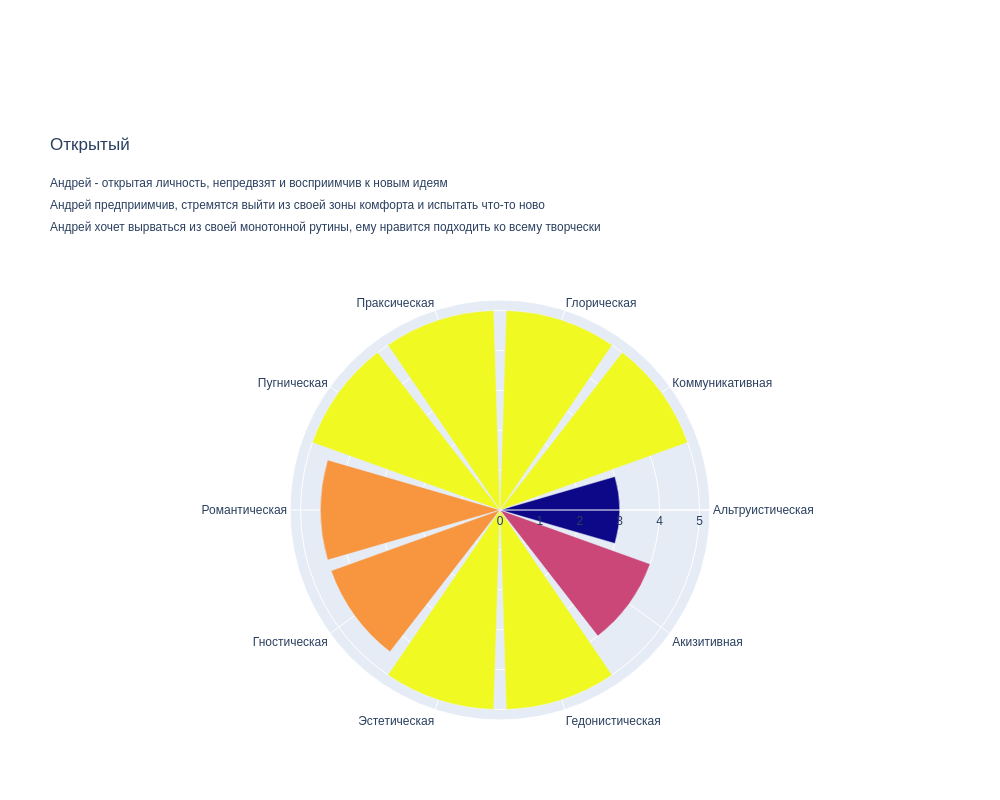 Открытый
Андрей - открытая личность, непредвзят и восприимчив к новым идеям
Андрей предприимчив, стремятся выйти из своей зоны комфорта и испытать что-то ново
Андрей хочет вырваться из своей монотонной рутины, ему нравится подходить ко всему творчески
Праксическая
Глорическая
Пугническая
Коммуникативная
Романтическая
Альтруистическая
0 1 2 3 4 5
Гностическая
Акизитивная
Эстетическая
Гедонистическая